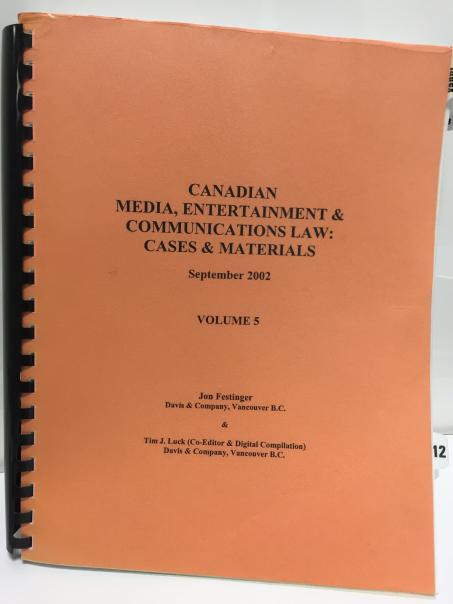 CANADIAN
MEDIA, ENTERTAINMENT &
COMMUNICATIONS LAW:
CASES & MATERIALS
September 2002
VOLUME 5
Jon Festinger
Davis & Company, Vancouver B.C.
&
Tim J. Luck (Co-Editor & Digital Compilation)
Davis & Company, Vancouver B.C.
12